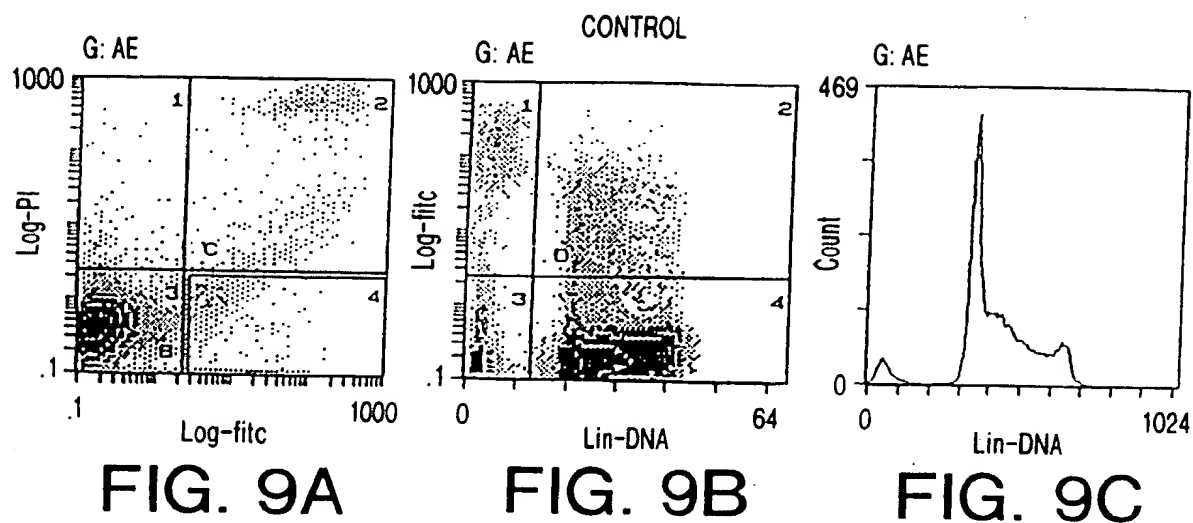 CONTROL
G: AE
1000
1
2
C
3
4
B
.1
.1
1000
Log-PI
Log-fitc
FIG. 9A
G: AE
1000
1
2
D
3
4
.1
0
64
Log-fitc
Lin-DNA
FIG. 9B
G: AE
469
0
0
1024
Count
Lin-DNA
FIG. 9C